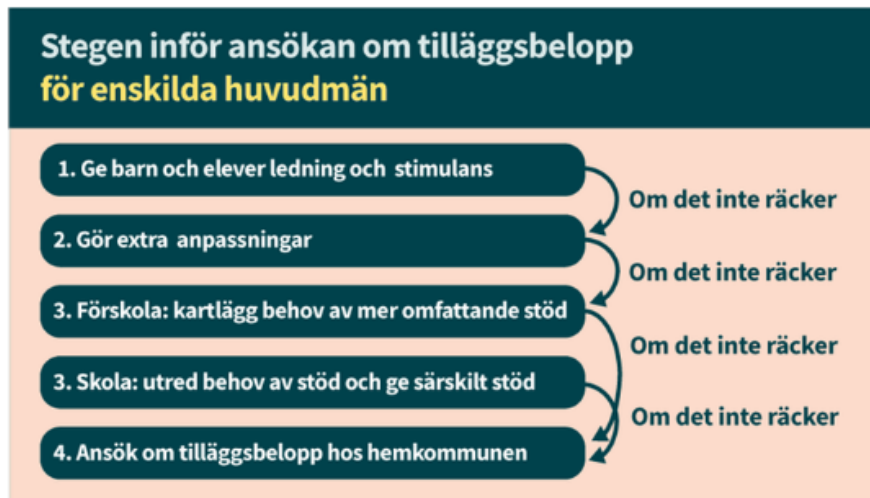 Stegen inför ansökan om tilläggsbelopp
för enskilda huvudmän
1. Ge barn och elever ledning och stimulans
Om det inte räcker
2. Gör extra anpassningar
Om det inte räcker
3. Förskola: kartlägg behov av mer omfattande stöd
Om det inte räcker
3. Skola: utred behov av stöd och ge särskilt stöd
Om det inte räcker
4. Ansök om tilläggsbelopp hos hemkommunen